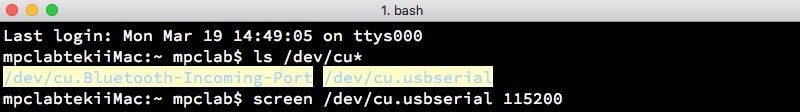 1. bash
Last login: Mon Mar 19 14:49:05 on ttys000
mpclabtekiiMac:~ mpclab$ ls /dev/cu*
/dev/cu.Bluetooth-Incoming-Port /dev/cu.usbserial
mpclabtekiiMac:~ mpclab$ screen /dev/cu.usbserial 115200